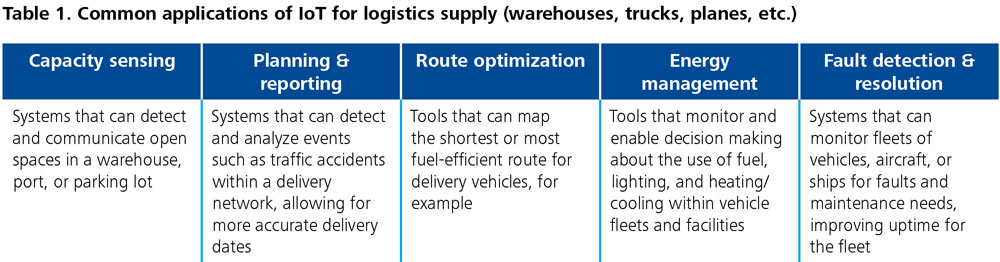 Table 1. Common applications of IoT for logistics supply (warehouses, trucks, planes, etc.)
Capacity sensing
Planning &
reporting
Route optimization
Energy
management
Fault detection &
resolution
Systems that can detect
and communicate open
spaces in a warehouse,
port, or parking lot
Systems that can detect
and analyze events
such as traffic accidents
within a delivery
network, allowing for
more accurate delivery
dates
Tools that can map
the shortest or most
fuel-efficient route for
delivery vehicles, for
example
Tools that monitor and
enable decision making
about the use of fuel,
lighting, and heating/
cooling within vehicle
fleets and facilities
Systems that can
monitor fleets of
vehicles, aircraft, or
ships for faults and
maintenance needs,
improving uptime for
the fleet